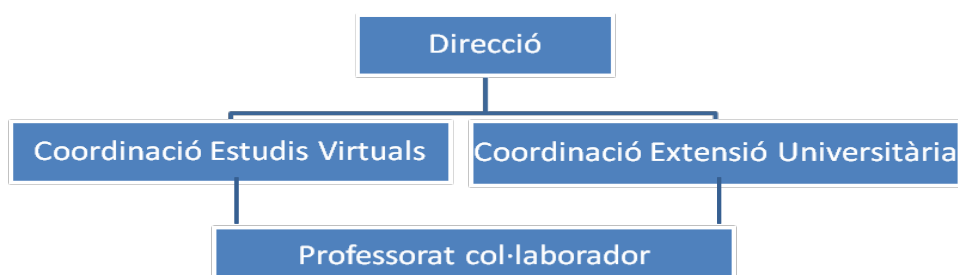 Direcció
Coordinació Estudis Virtuals
Coordinació Extensió Universitària
Professorat col·laborador